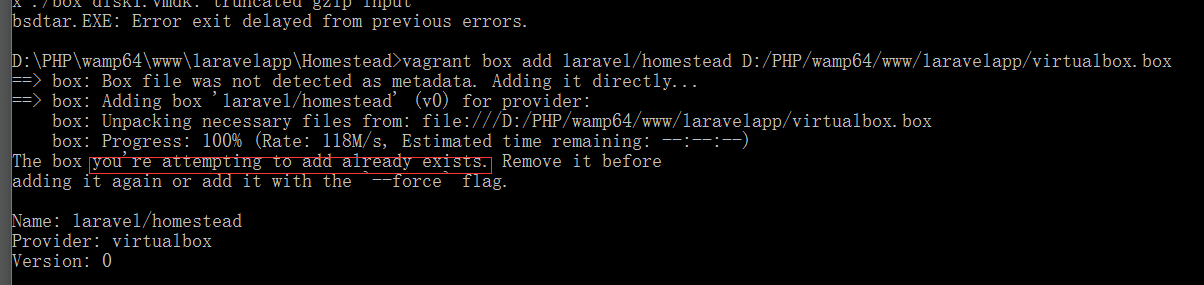 x ./box disk1.vmdk: truncated gzip input
bsdtar.EXE: Error exit delayed from previous errors.
D:\PHP\wamp64\www\laravelapp\Homestead>vagrant box add laravel/homestead D:/PHP/wamp64/www/laravelapp/virtualbox.box
==> box: Box file was not detected as metadata. Adding it directly...
==> box: Adding box 'laravel/homestead' (v0) for provider:
box: Unpacking necessary files from: file:///D:/PHP/wamp64/www/laravelapp/virtualbox.box
box: Progress: 100% (Rate: 118M/s, Estimated time remaining: --:--:--)
The box you're attempting to add already exists. Remove it before
adding it again or add it with the `--force` flag.
Name: laravel/homestead
Provider: virtualbox
Version: 0